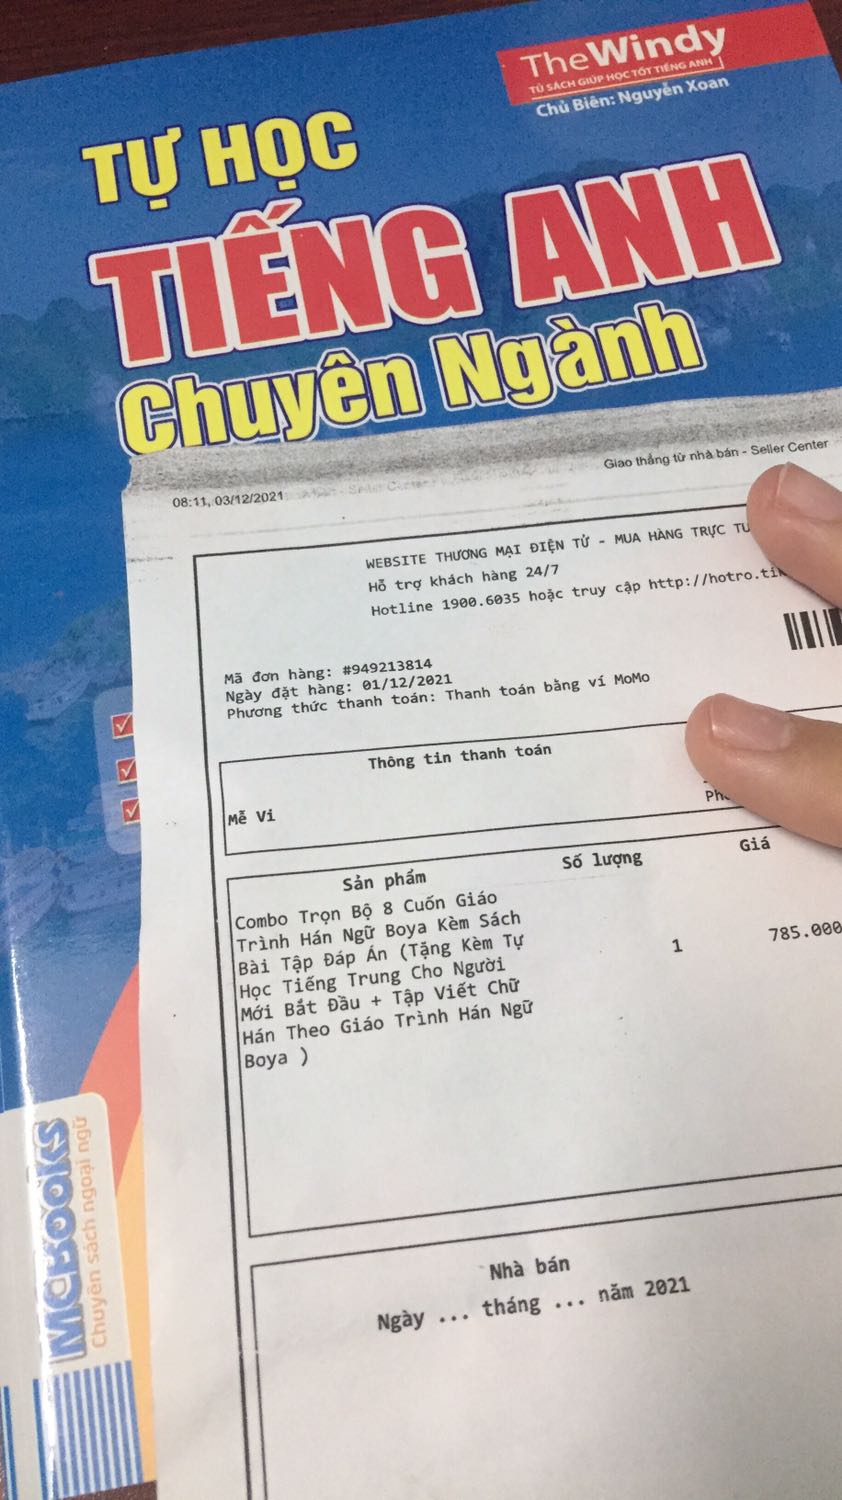 TheWindy
TỦ SÁCH GIÚP HỌC TỐT TIẾNG ANH
Chủ Biên: Nguyễn Xoan
TỰ HỌC
TIẾNG ANH
Chuyên Ngành
08:11, 03/12/2021
Giao thẳng từ nhà bán - Seller Center
WEBSITE THƯƠNG MẠI ĐIỆN TỬ - MUA HÀNG TRỰC
Hỗ trợ khách hàng 24/7
Hotline 1900.6035 hoặc truy cập http://hotro.ti
Mã đơn hàng: #949213814
Ngày đặt hàng: 01/12/2021
Phương thức thanh toán: Thanh toán bằng ví MoMo
Thông tin thanh toán
Mễ Vi
Sản phẩm Số lượng Giá
Combo Trọn Bộ 8 Cuốn Giáo
Trình Hán Ngữ Boya Kèm Sách
Bài Tập Đáp Án (Tặng Kèm Tự
Học Tiếng Trung Cho Người
Mới Bắt Đầu + Tập Viết Chữ
Hán Theo Giáo Trình Hán Ngữ
Boya )
1 785.000
Nhà bán
Ngày ... tháng ... năm 2021
MCBooks
Chuyên sách ngoại ngữ